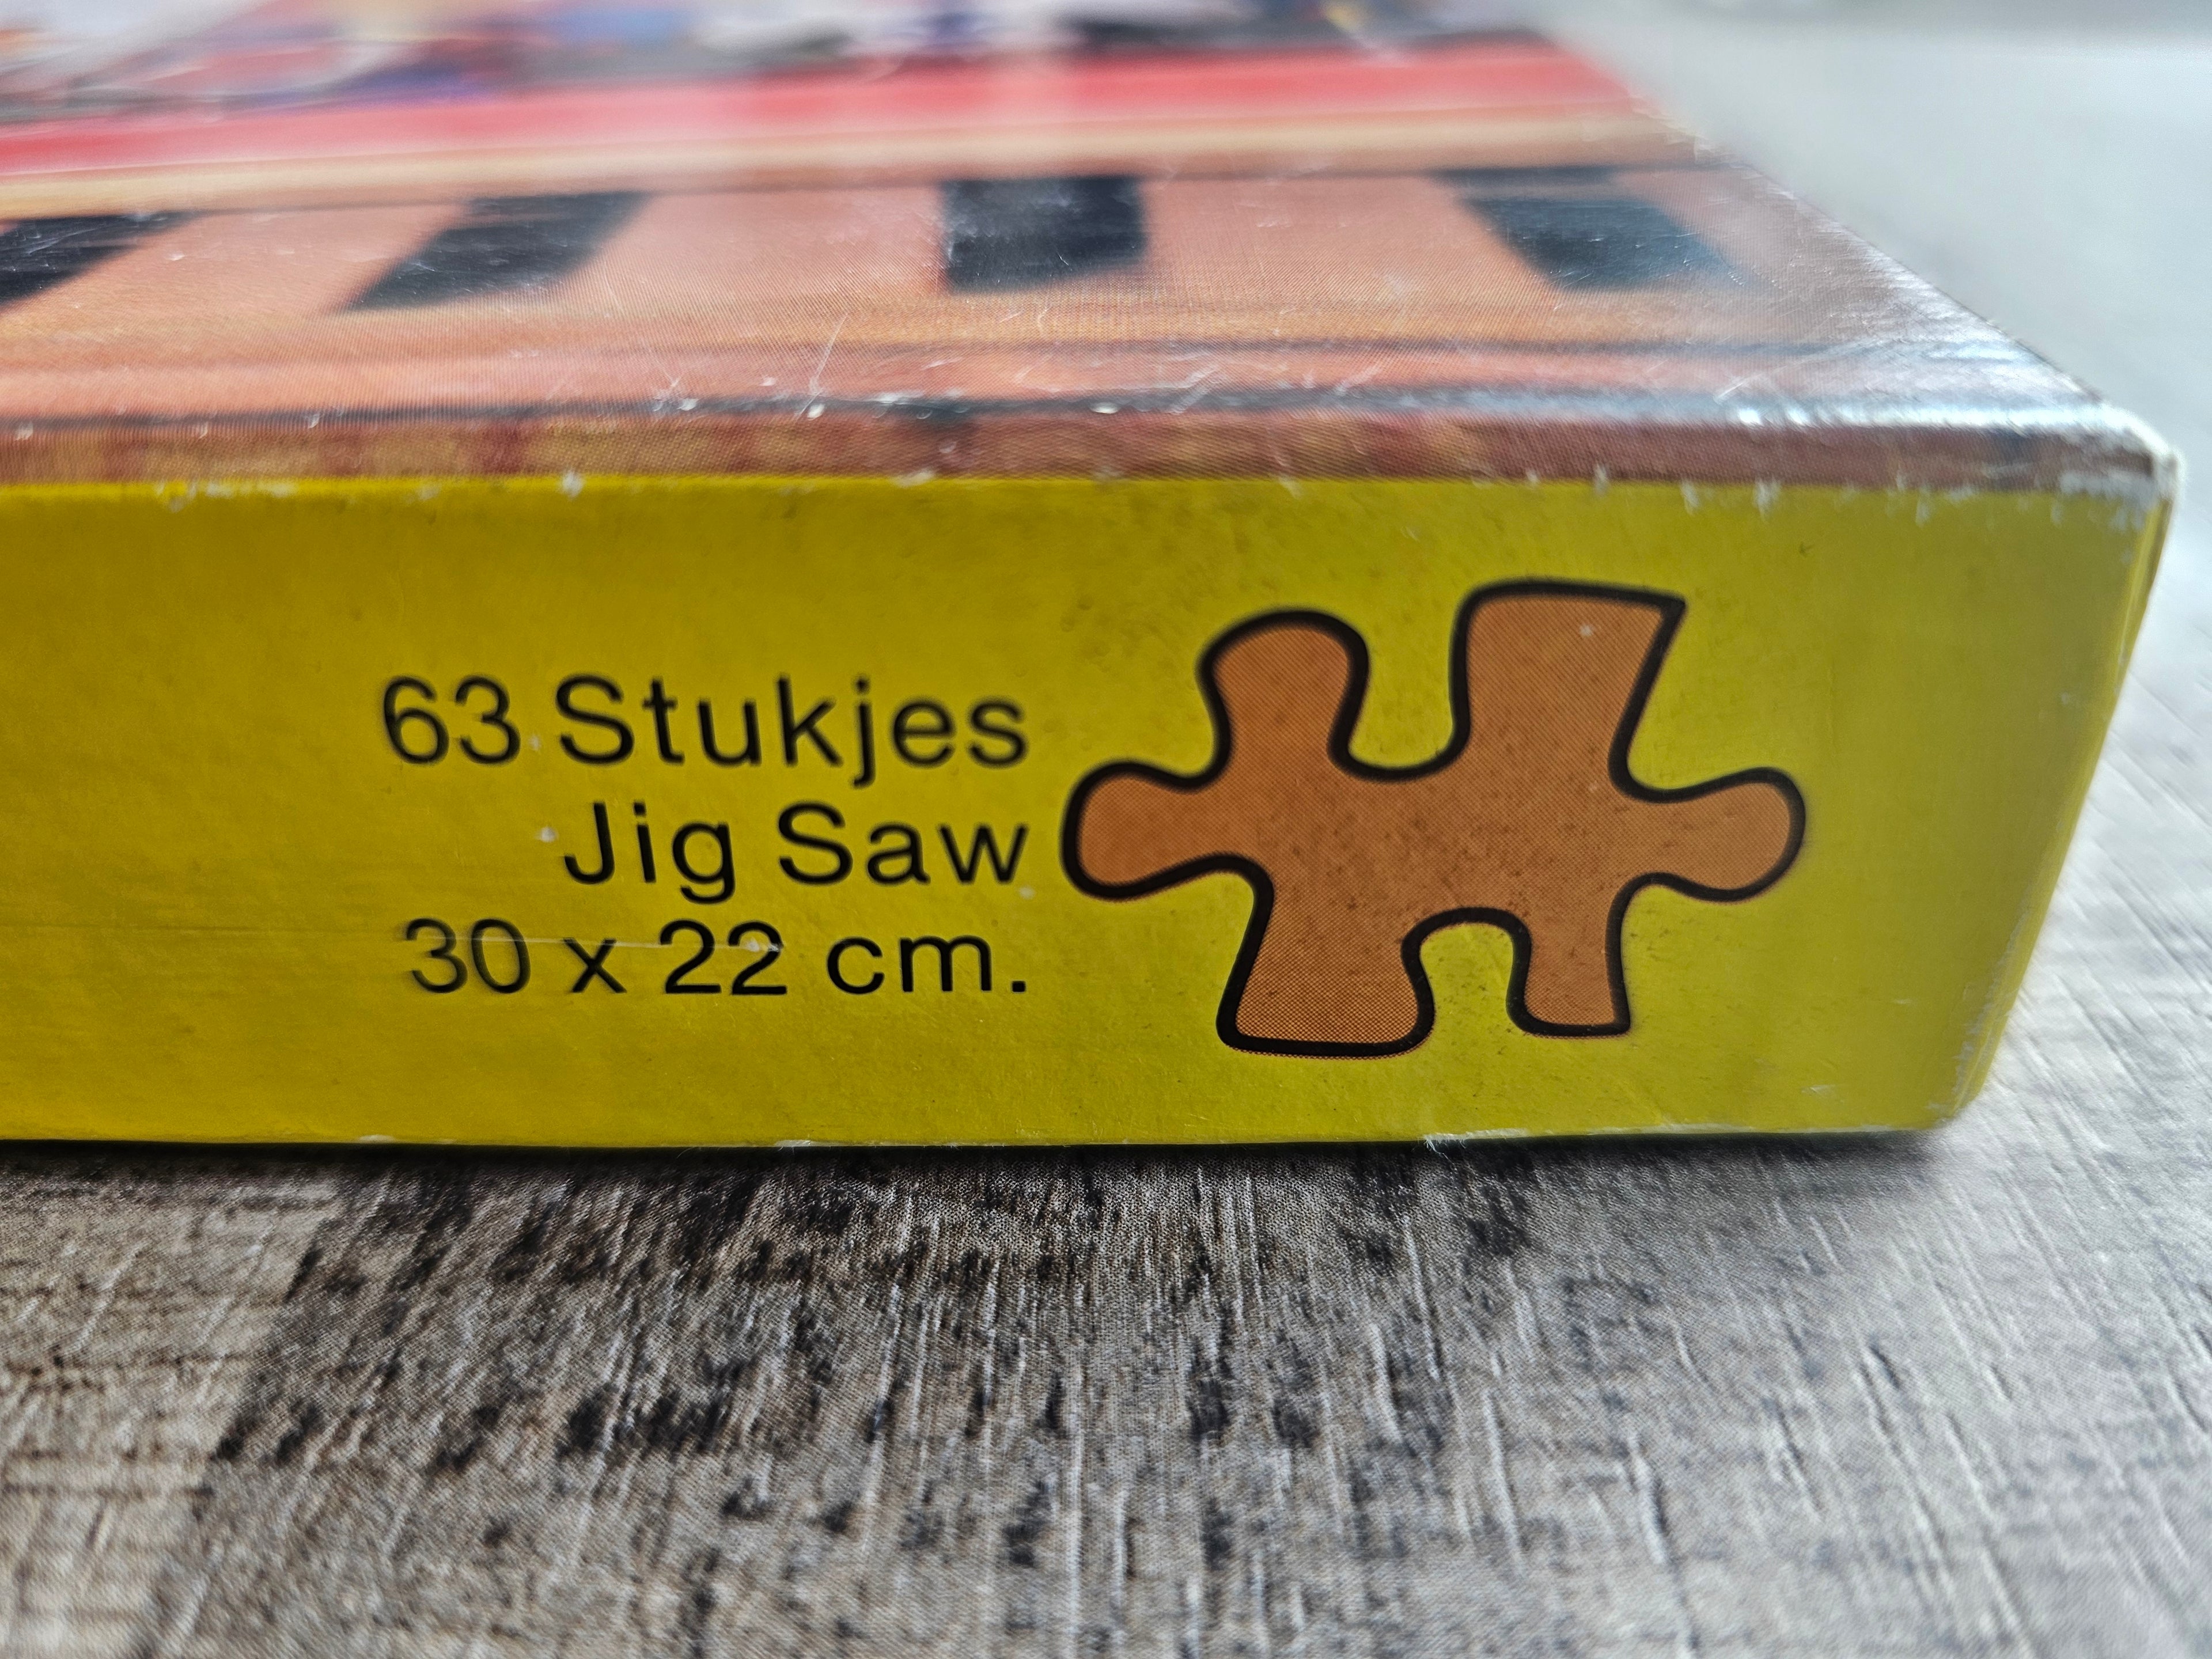 63 Stukjes
Jig Saw
30 x 22 cm.